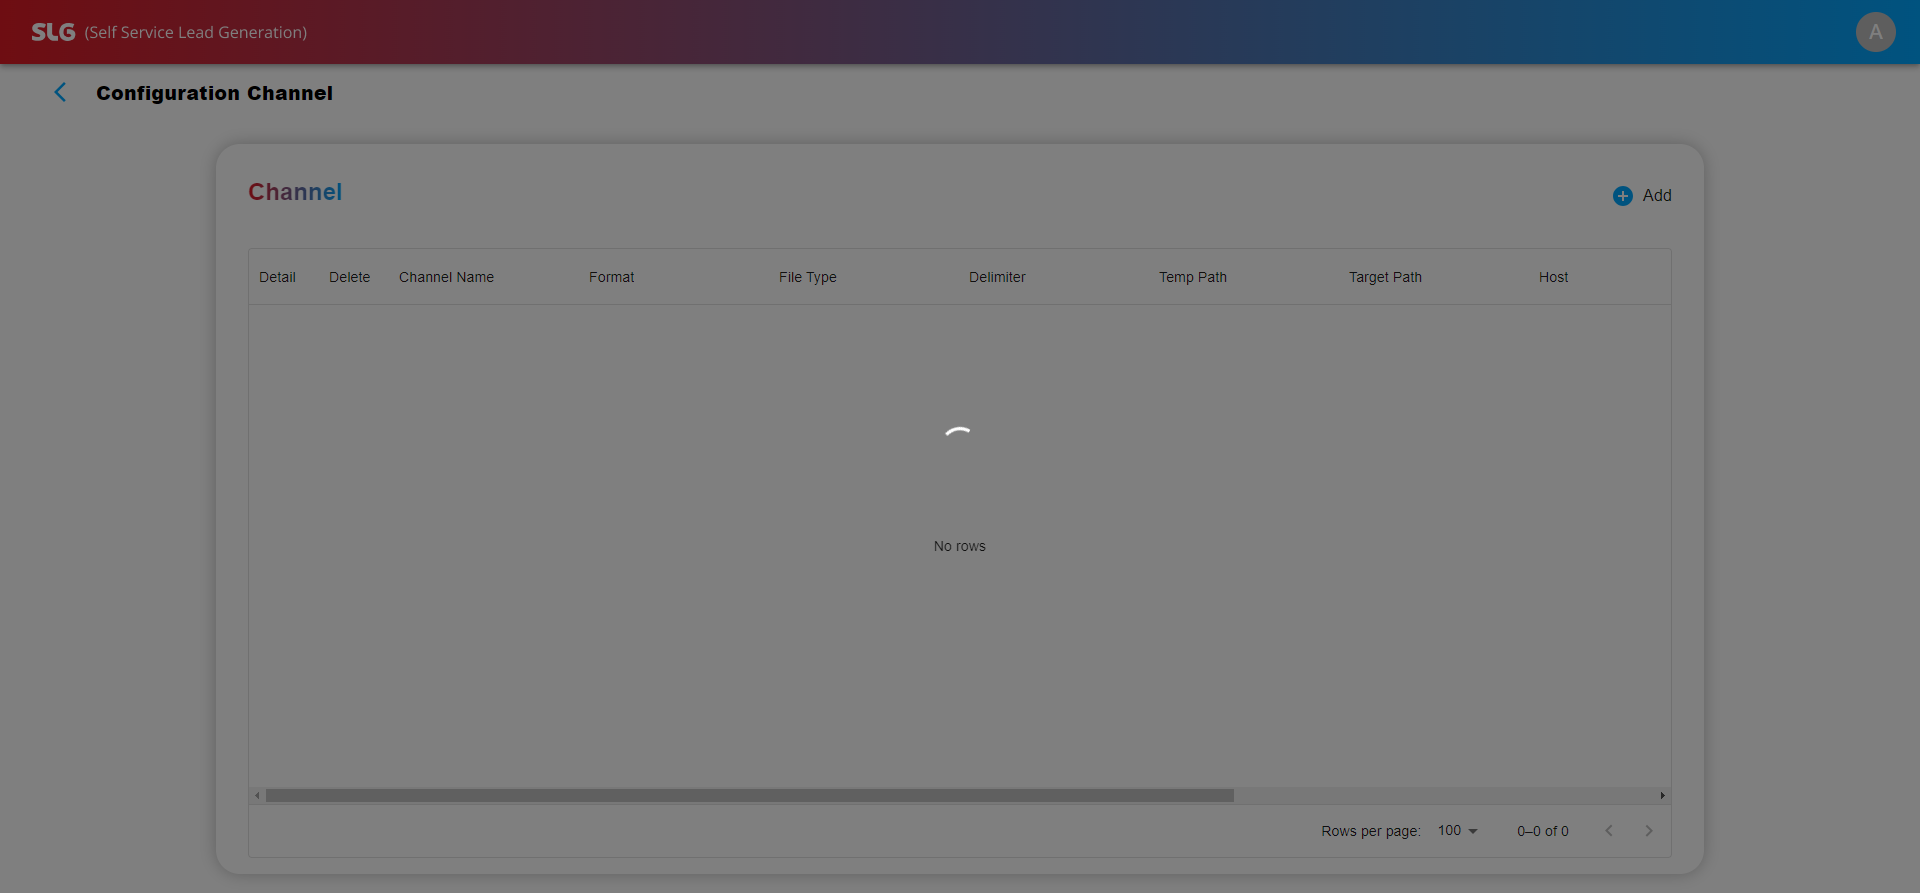 SLG (Self Service Lead Generation)
A
Configuration Channel
Channel
Add
Detail Delete Channel Name Format File Type Delimiter Temp Path Target Path Host
No rows
Rows per page: 100 0–0 of 0